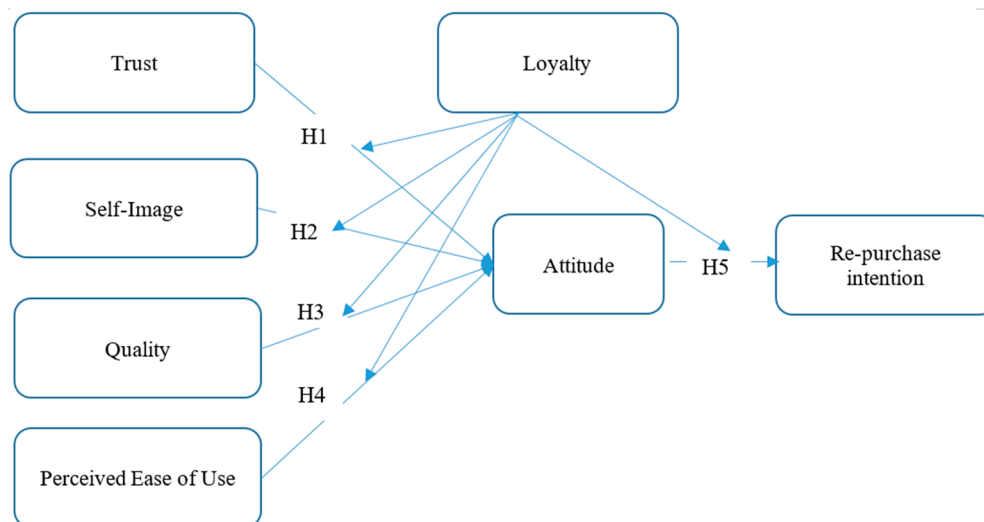 Trust
Loyalty
H1
Self-Image
H2
Attitude
H5
Re-purchase
intention
H3
Quality
H4
Perceived Ease of Use